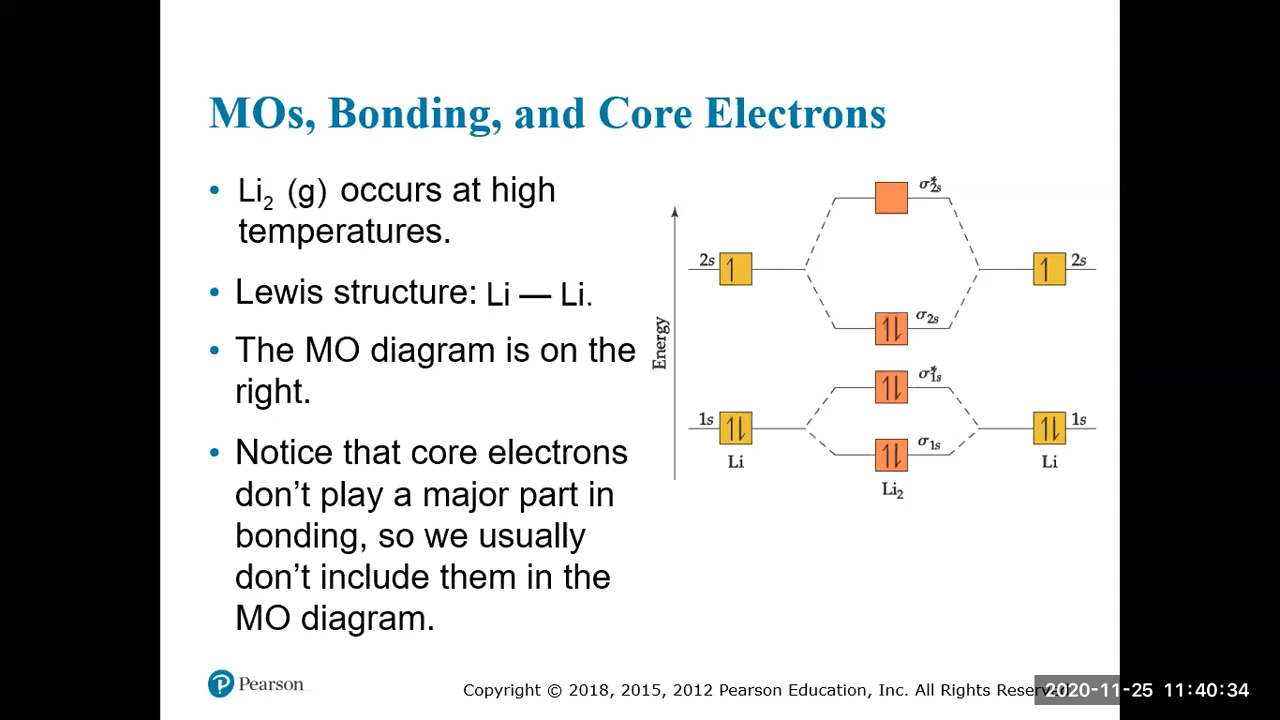 MOs, Bonding, and Core Electrons
• Li₂ (g) occurs at high
temperatures.
• Lewis structure: Li — Li.
• The MO diagram is on the
right.
• Notice that core electrons
don’t play a major part in
bonding, so we usually
don’t include them in the
MO diagram.
Energy
σ*2s
2s
2s
σ2s
σ*1s
1s
1s
σ1s
Li
Li
Li₂
Pearson
Copyright © 2018, 2015, 2012 Pearson Education, Inc. All Rights Reserved
2020-11-25 11:40:34